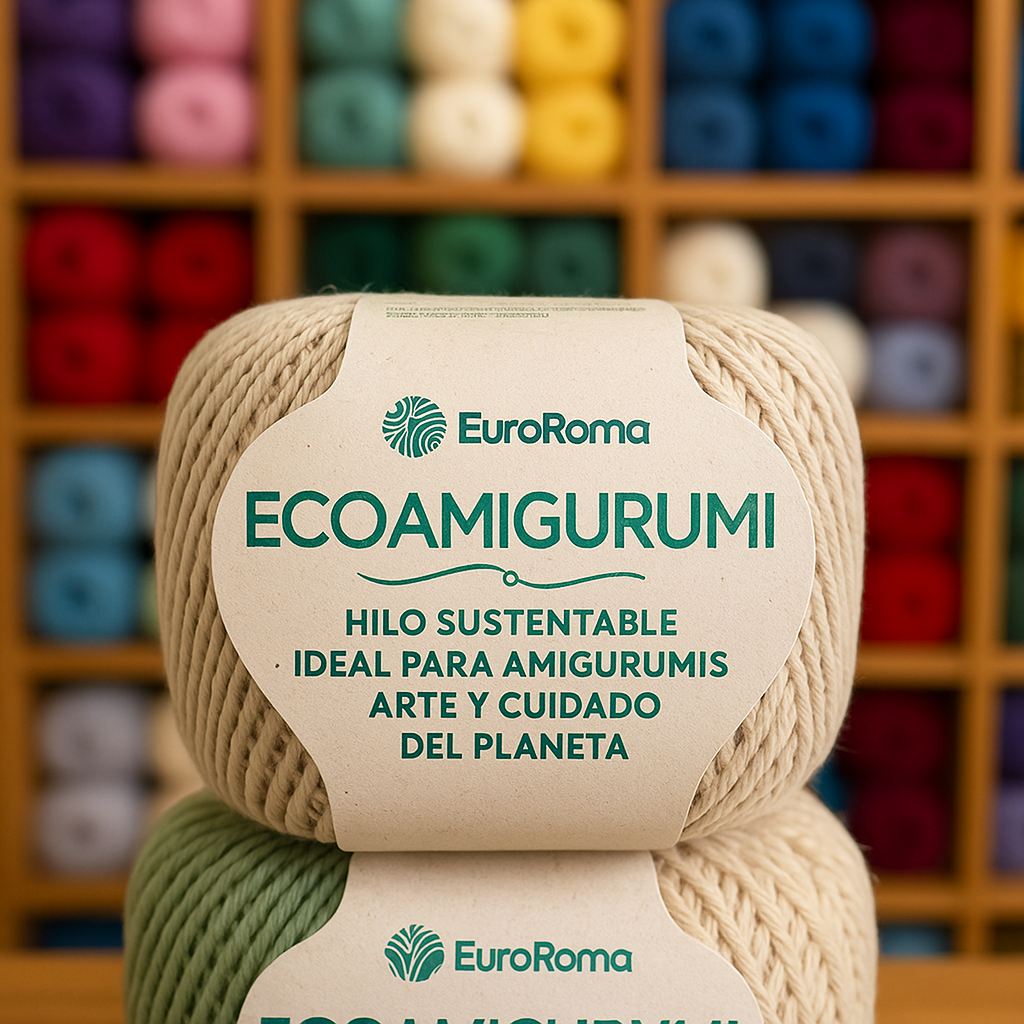 EuroRoma
ECOAMIGURUMI
HILO SUSTENTABLE
IDEAL PARA AMIGURUMIS
ARTE Y CUIDADO
DEL PLANETA
EuroRoma